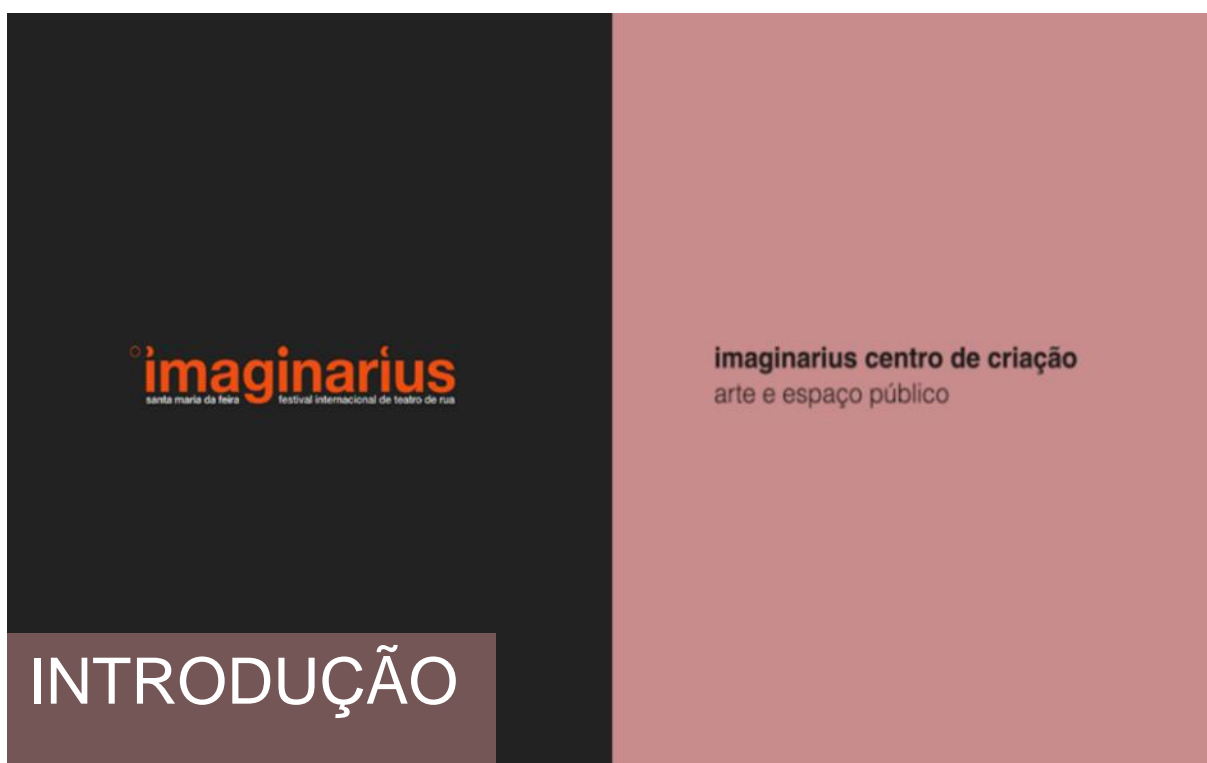 imaginarius
santa maria da feira festival internacional de teatro de rua
imaginarius centro de criação
arte e espaço público
INTRODUÇÃO